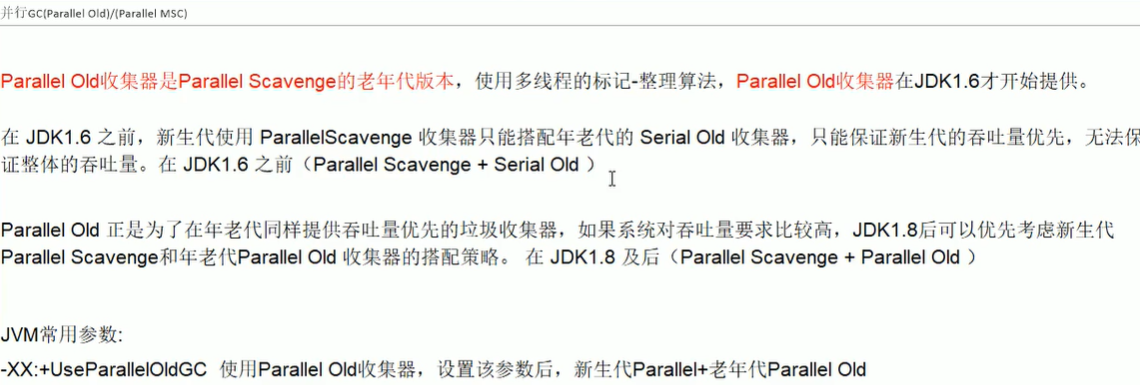 并行GC(Parallel Old)/(Parallel MSC)
Parallel Old收集器是Parallel Scavenge的老年代版本，使用多线程的标记-整理算法，Parallel Old收集器在JDK1.6才开始提供。
在 JDK1.6 之前，新生代使用 ParallelScavenge 收集器只能搭配年老代的 Serial Old 收集器，只能保证新生代的吞吐量优先，无法保
证整体的吞吐量。在 JDK1.6 之前（Parallel Scavenge + Serial Old ）
Parallel Old 正是为了在年老代同样提供吞吐量优先的垃圾收集器，如果系统对吞吐量要求比较高，JDK1.8后可以优先考虑新生代
Parallel Scavenge和年老代Parallel Old 收集器的搭配策略。 在 JDK1.8 及后（Parallel Scavenge + Parallel Old ）
JVM常用参数:
-XX:+UseParallelOldGC 使用Parallel Old收集器，设置该参数后，新生代Parallel+老年代Parallel Old